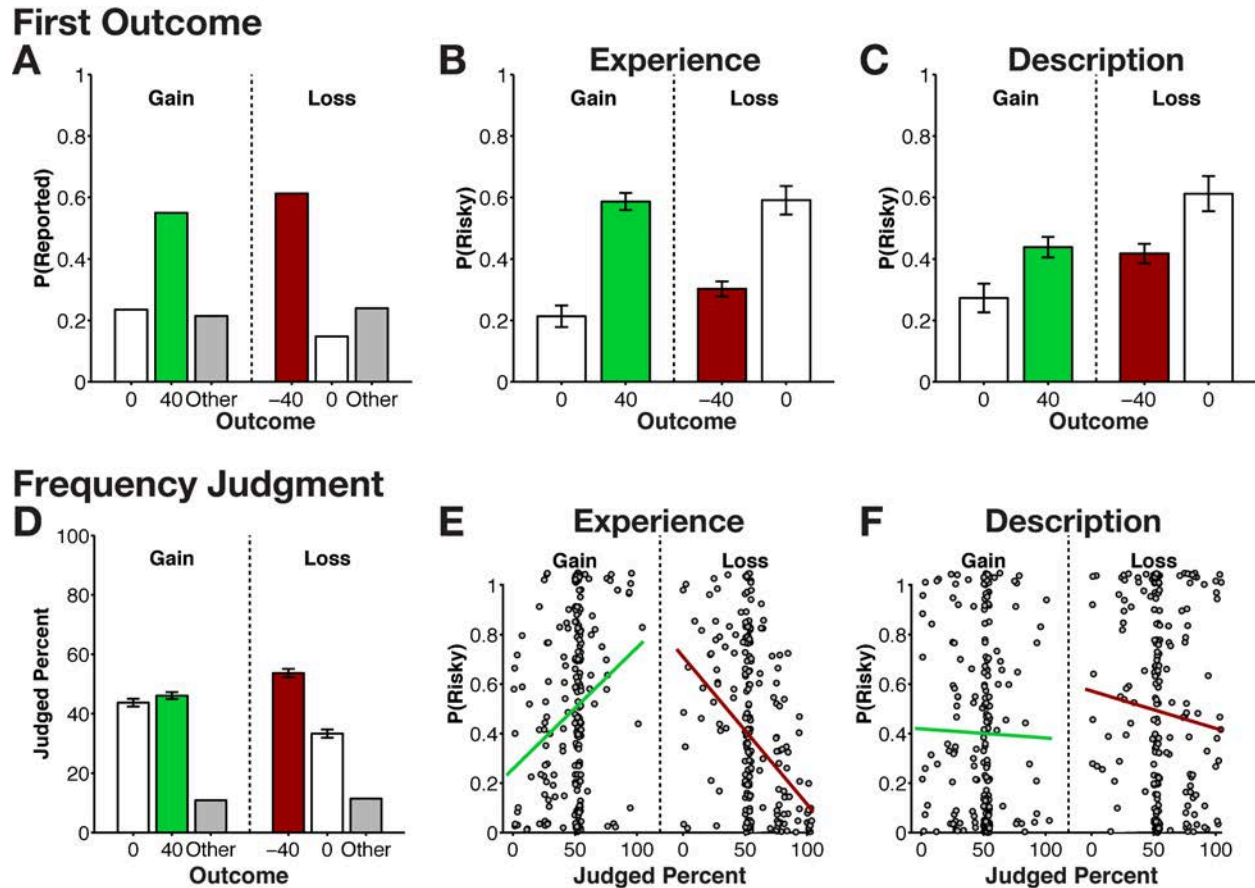 First Outcome
A
B Experience
C Description
Gain Loss
Gain Loss
Gain Loss
P(Reported)
P(Risky)
P(Risky)
1
0.8
0.6
0.4
0.2
0
1
0.8
0.6
0.4
0.2
0
1
0.8
0.6
0.4
0.2
0
0 40 Other −40 0 Other
0 40 −40 0
0 40 −40 0
Outcome
Outcome
Outcome
Frequency Judgment
D
E Experience
F Description
Gain Loss
Gain Loss
Gain Loss
Judged Percent
P(Risky)
P(Risky)
100
80
60
40
20
0
1
0.8
0.6
0.4
0.2
0
1
0.8
0.6
0.4
0.2
0
0 40 Other −40 0 Other
0 50 100 0 50 100
0 50 100 0 50 100
Outcome
Judged Percent
Judged Percent